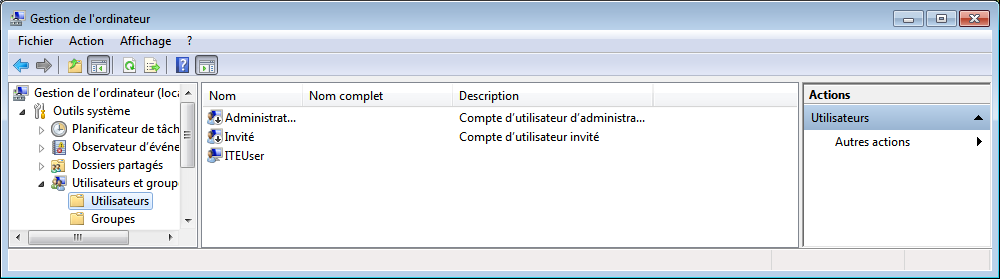 Gestion de l'ordinateur
Fichier Action Affichage ?
Gestion de l'ordinateur (loca
Outils système
Planificateur de tâch
Observateur d'événe
Dossiers partagés
Utilisateurs et groupe
Utilisateurs
Groupes
Nom Nom complet Description
Administrat... Compte d'utilisateur d'administra...
Invité Compte d'utilisateur invité
ITEUser
Actions
Utilisateurs
Autres actions